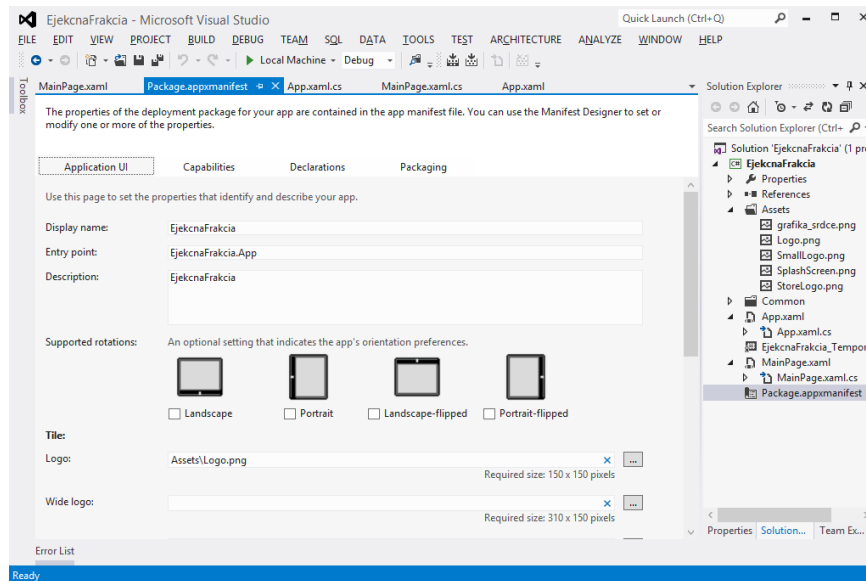 EjekcnaFrakcia - Microsoft Visual Studio
Quick Launch (Ctrl+Q)
FILE EDIT VIEW PROJECT BUILD DEBUG TEAM SQL DATA TOOLS TEST ARCHITECTURE ANALYZE WINDOW HELP
Local Machine Debug
Toolbox
MainPage.xaml Package.appxmanifest App.xaml.cs MainPage.xaml.cs App.xaml
The properties of the deployment package for your app are contained in the app manifest file. You can use the Manifest Designer to set or
modify one or more of the properties.
Application UI Capabilities Declarations Packaging
Use this page to set the properties that identify and describe your app.
Display name: EjekcnaFrakcia
Entry point: EjekcnaFrakcia.App
Description: EjekcnaFrakcia
Supported rotations: An optional setting that indicates the app's orientation preferences.
Landscape Portrait Landscape-flipped Portrait-flipped
Tile:
Logo: Assets\Logo.png ...
Required size: 150 x 150 pixels
Wide logo: ...
Required size: 310 x 150 pixels
Solution Explorer
Search Solution Explorer (Ctrl+
Solution 'EjekcnaFrakcia' (1 pro
C# EjekcnaFrakcia
Properties
References
Assets
grafika_srdce.png
Logo.png
SmallLogo.png
SplashScreen.png
StoreLogo.png
Common
App.xaml
App.xaml.cs
EjekcnaFrakcia_Tempor
MainPage.xaml
MainPage.xaml.cs
Package.appxmanifest
Properties Solution... Team Ex...
Error List
Ready